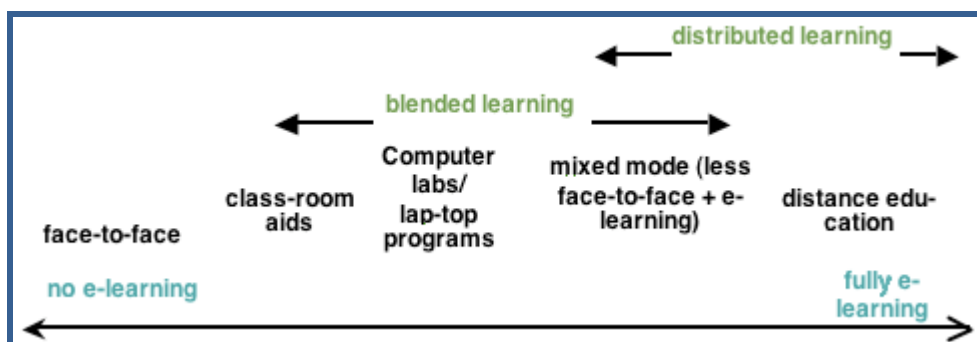 distributed learning
blended learning
Computer
labs/
lap-top
programs
mixed mode (less
face-to-face + e-
learning)
class-room
aids
distance edu-
cation
face-to-face
no e-learning
fully e-
learning